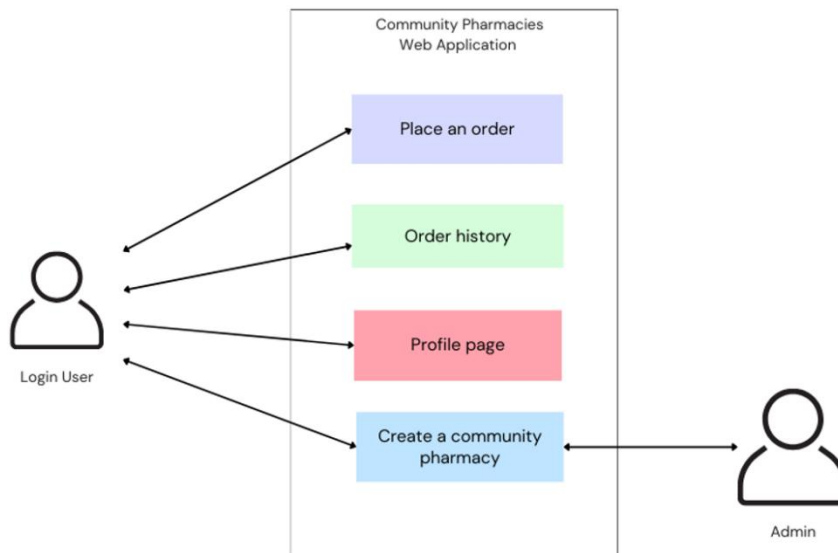 Community Pharmacies
Web Application
Place an order
Order history
Profile page
Login User
Create a community
pharmacy
Admin